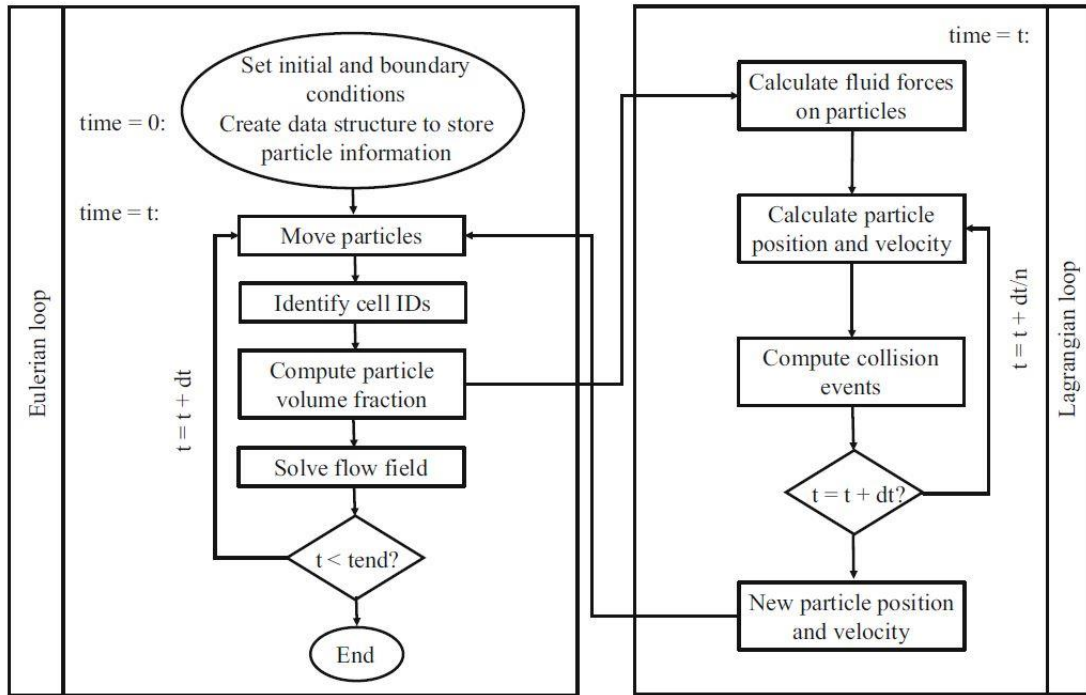 Eulerian loop
time = 0:
Set initial and boundary
conditions
Create data structure to store
particle information
time = t:
Move particles
Identify cell IDs
Compute particle
volume fraction
Solve flow field
t < tend?
End
t = t + dt
time = t:
Calculate fluid forces
on particles
Calculate particle
position and velocity
Compute collision
events
t = t + dt?
New particle position
and velocity
t = t + dt/n
Lagrangian loop